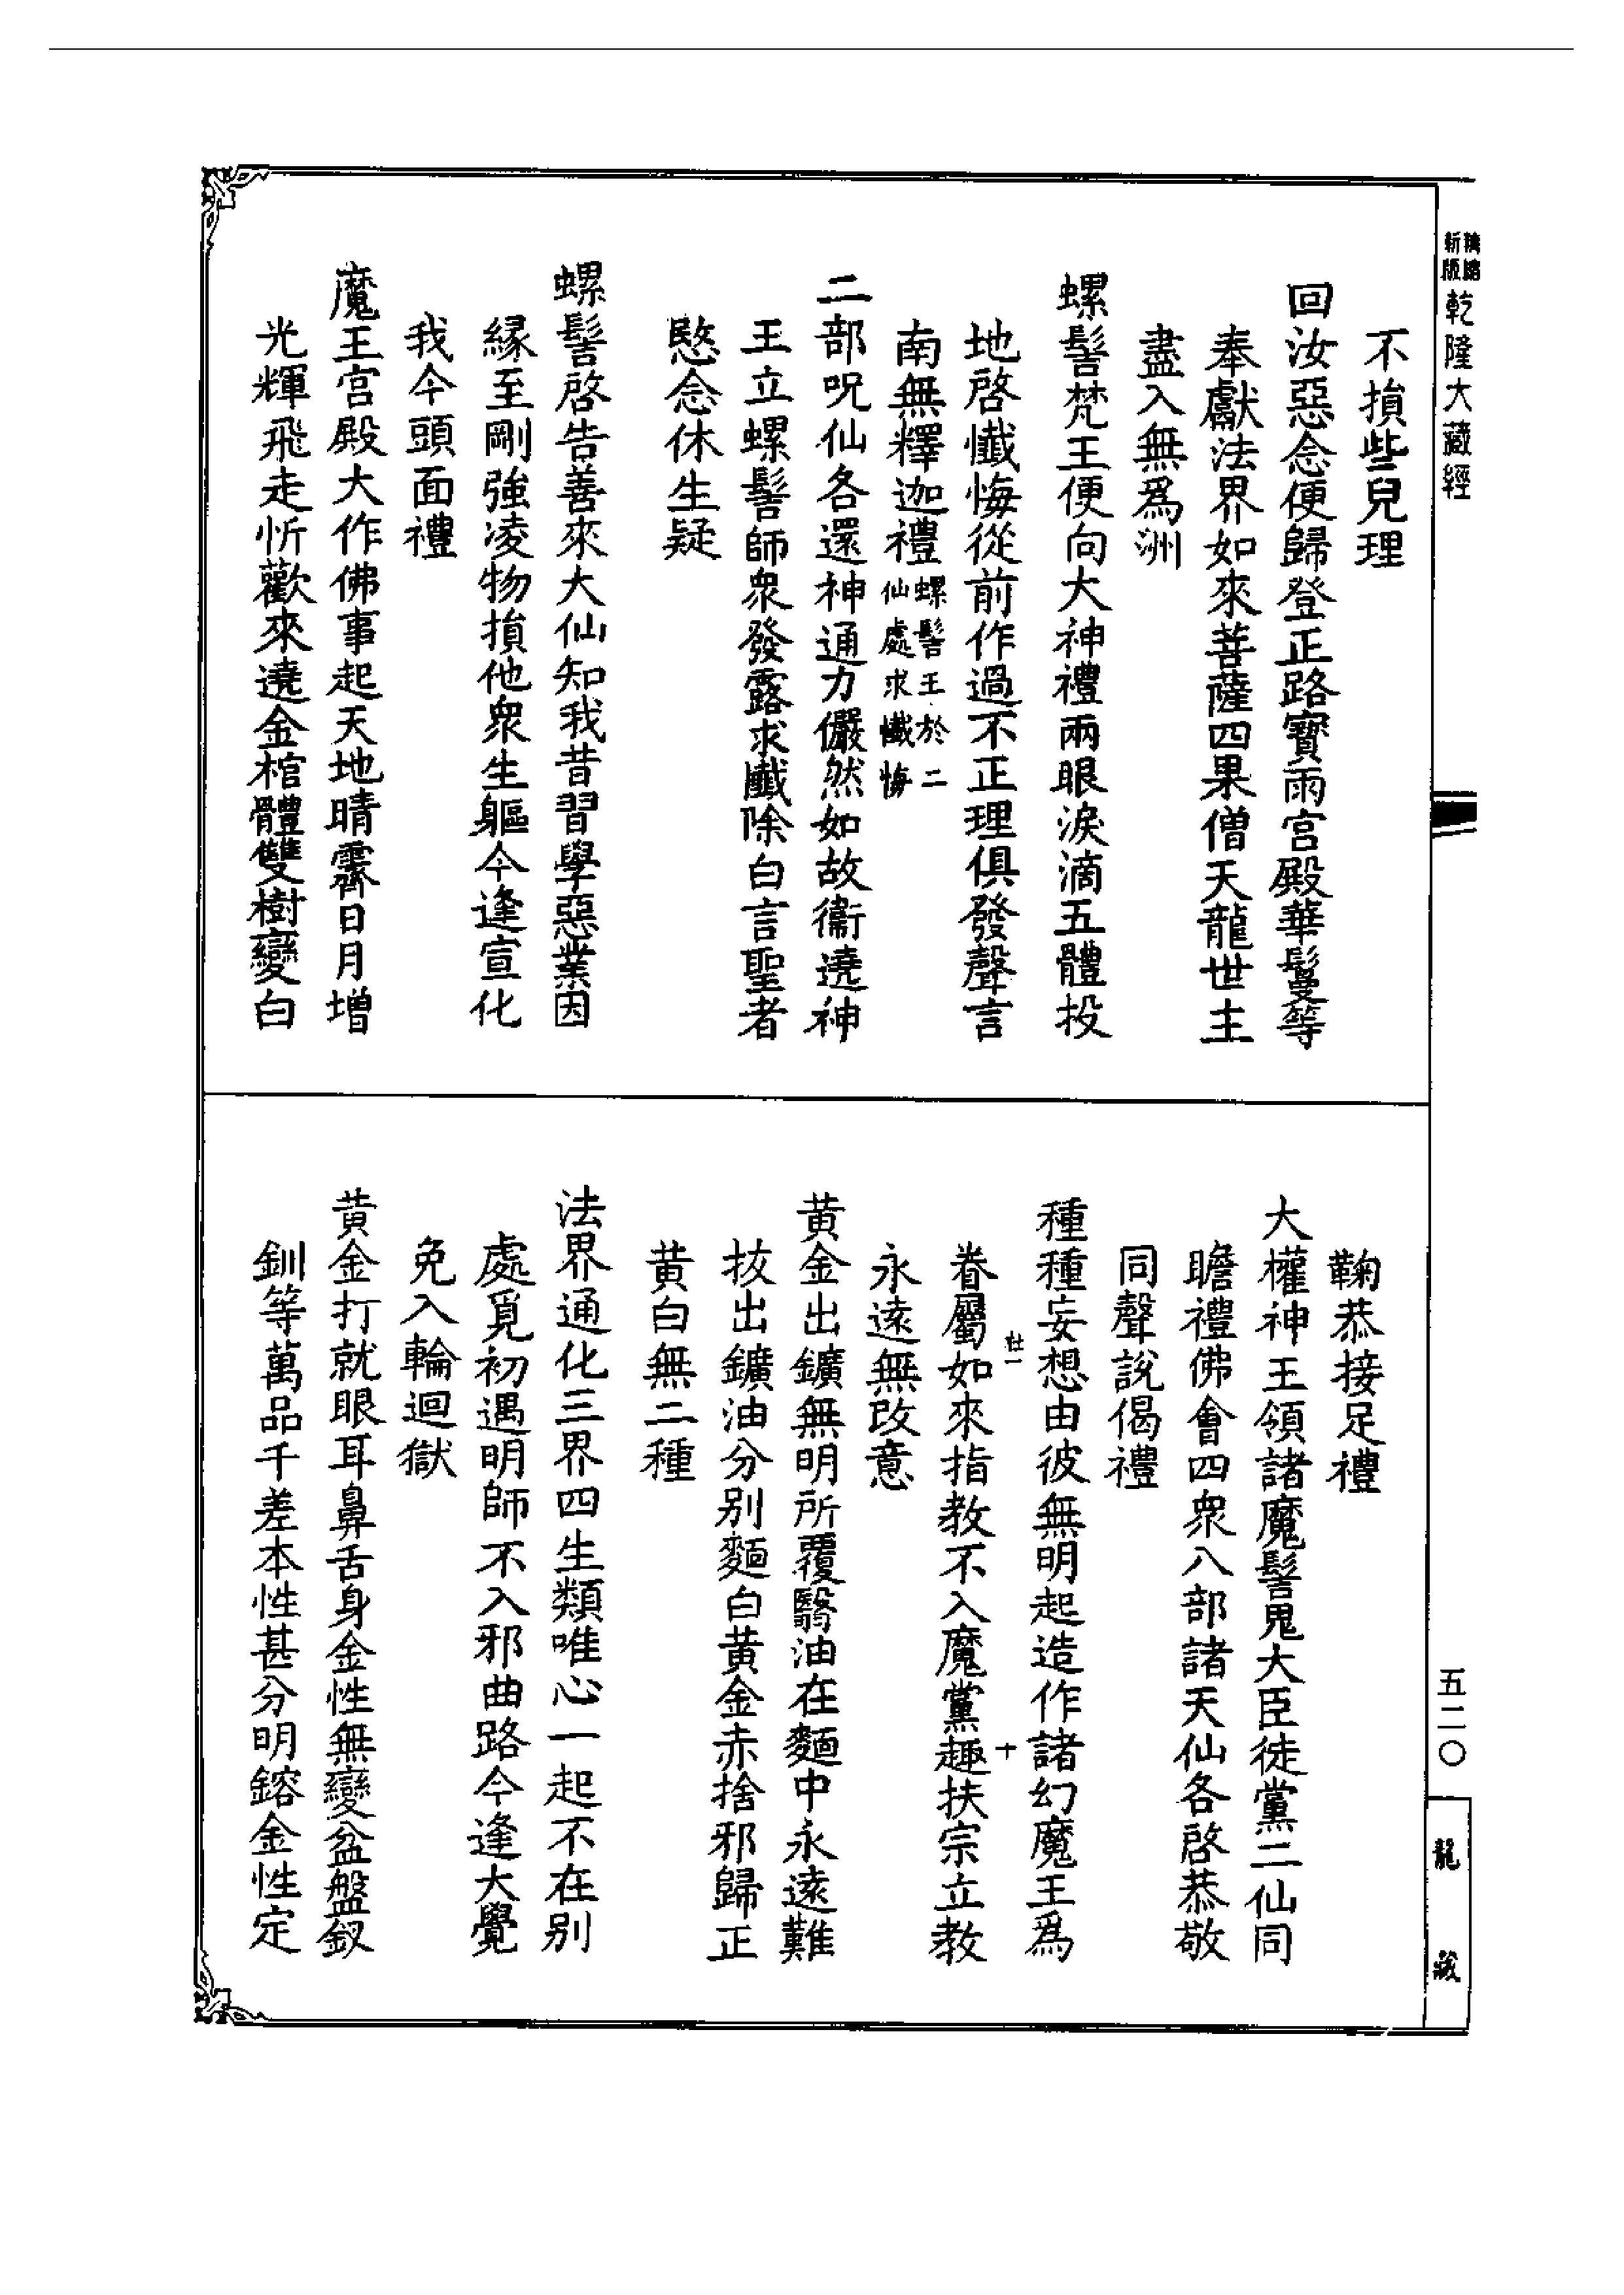 精縮新版乾隆大藏經
不損些兒理
回汝惡念便歸登正路寶雨宮殿華鬘等
奉獻法界如來菩薩四果僧天龍世主
盡入無爲洲
螺髻梵王便向大神禮兩眼淚滴五體投
地啓懺悔從前作過不正理俱發聲言
南無釋迦禮螺髻王於二仙處求懺悔
二部呪仙各還神通力儼然如故衞遶神
王立螺髻師衆發露求懺除白言聖者
愍念休生疑
螺髻啓告善來大仙知我昔習學惡業因
緣至剛強凌物損他衆生軀今逢宣化
我今頭面禮
魔王宮殿大作佛事起天地晴霽日月增
光輝飛走忻歡來遶金棺體雙樹變白
鞠恭接足禮
大權神王領諸魔髻鬼大臣徒黨二仙同
瞻禮佛會四衆八部諸天仙各啓恭敬
同聲說偈禮
種種妄想由彼無明起造作諸幻魔王爲
杜一 十
眷屬如來指教不入魔黨趣扶宗立教
永遠無改意
黃金出鑛無明所覆翳油在麵中永遠難
拔出鑛油分別麵白黃金赤捨邪歸正
黃白無二種
法界通化三界四生類唯心一起不在別
處覓初遇明師不入邪曲路今逢大覺
免入輪迴獄
黃金打就眼耳鼻舌身金性無變盆盤釵
釧等萬品千差本性甚分明鎔金性定
五二〇
龍藏